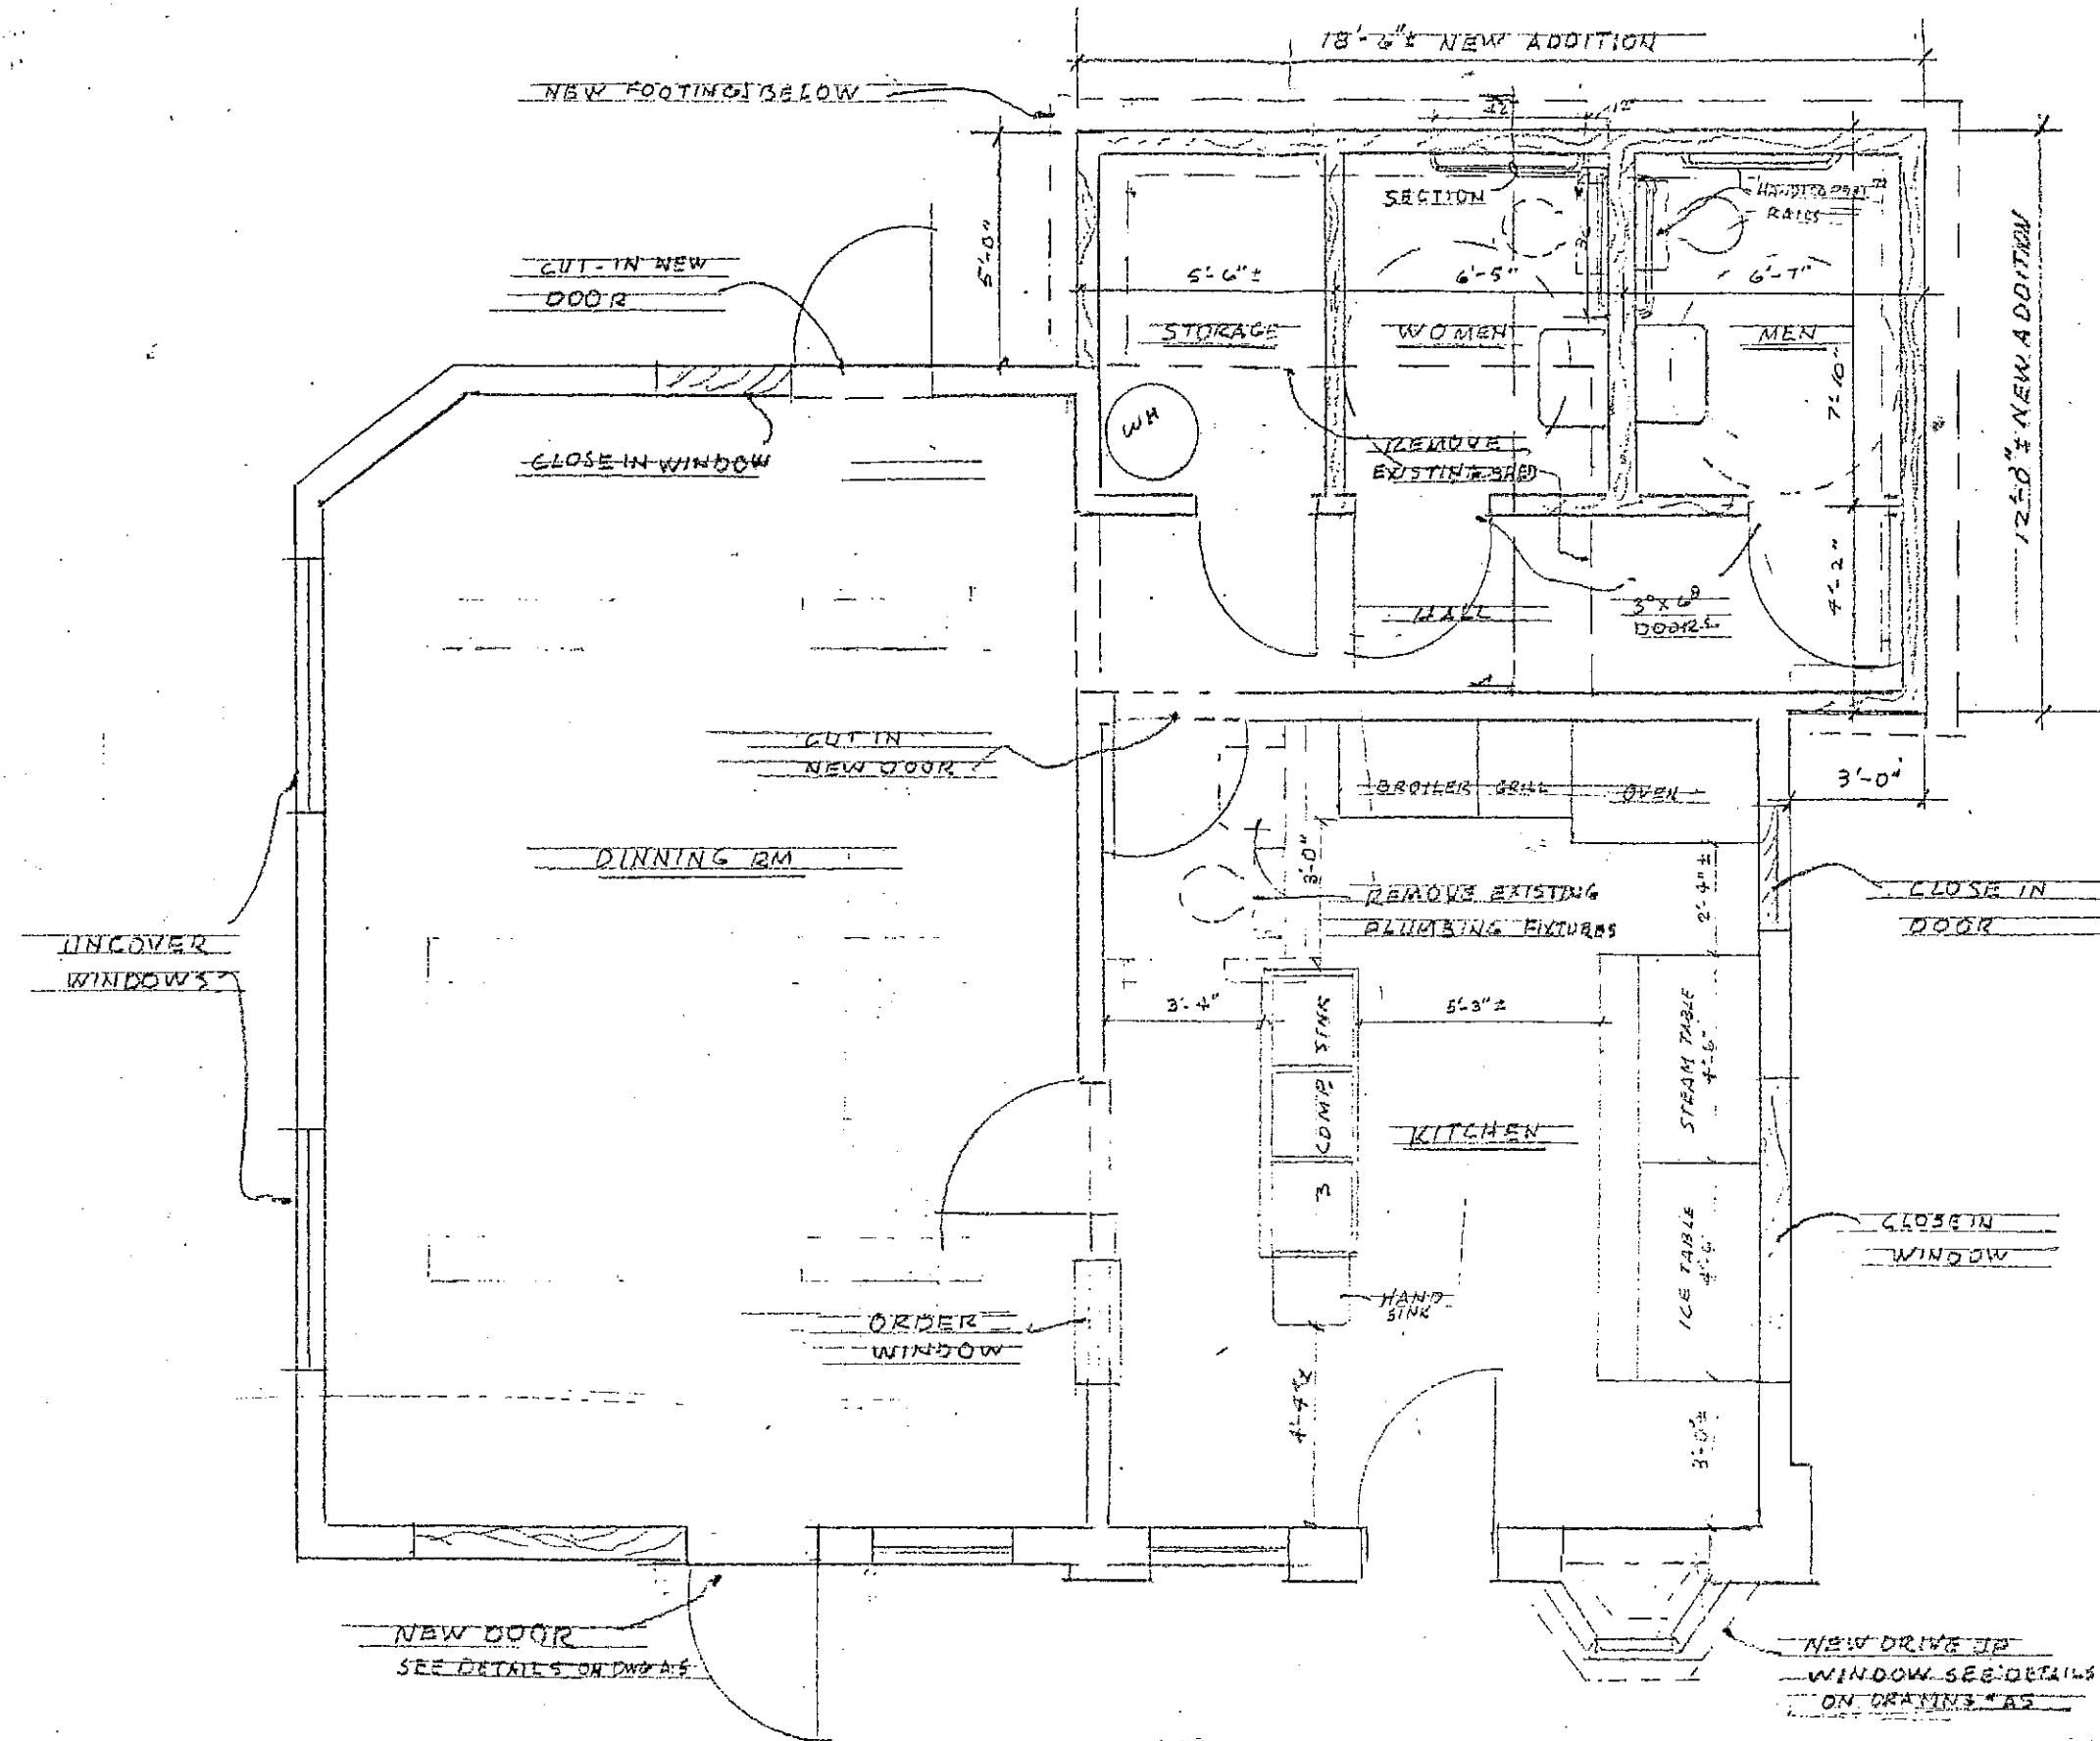 18'-6"± NEW ADDITION
NEW FOOTINGS BELOW
42
12
SECTION
HANDICAPPED
RAILS
CUT-IN NEW
DOOR
5'-0"
5'-6"±
6'-5"
6'-7"
12'-0"± NEW ADDITION
STORAGE
WOMEN
MEN
7'-10"
WH
CLOSE IN WINDOW
REMOVE
EXISTING SHED
4'-2"
HALL
3⁰ X 6⁸
DOORS
CUT IN
NEW DOOR
BROILER
GRILL
OVEN
3'-0"
DINNING RM
3'-0"
2'-4"±
REMOVE EXISTING
PLUMBING FIXTURES
CLOSE IN
DOOR
UNCOVER
WINDOWS
3'-4"
5'-3"±
3 COMP. SINK
STEAM TABLE
4'-6"
KITCHEN
ICE TABLE
4'-6"
CLOSE IN
WINDOW
HAND
SINK
ORDER
WINDOW
4'-4"±
3'-0"±
NEW DOOR
SEE DETAILS ON DWG A5
NEW DRIVE UP
WINDOW SEE DETAILS
ON DRAWING A5